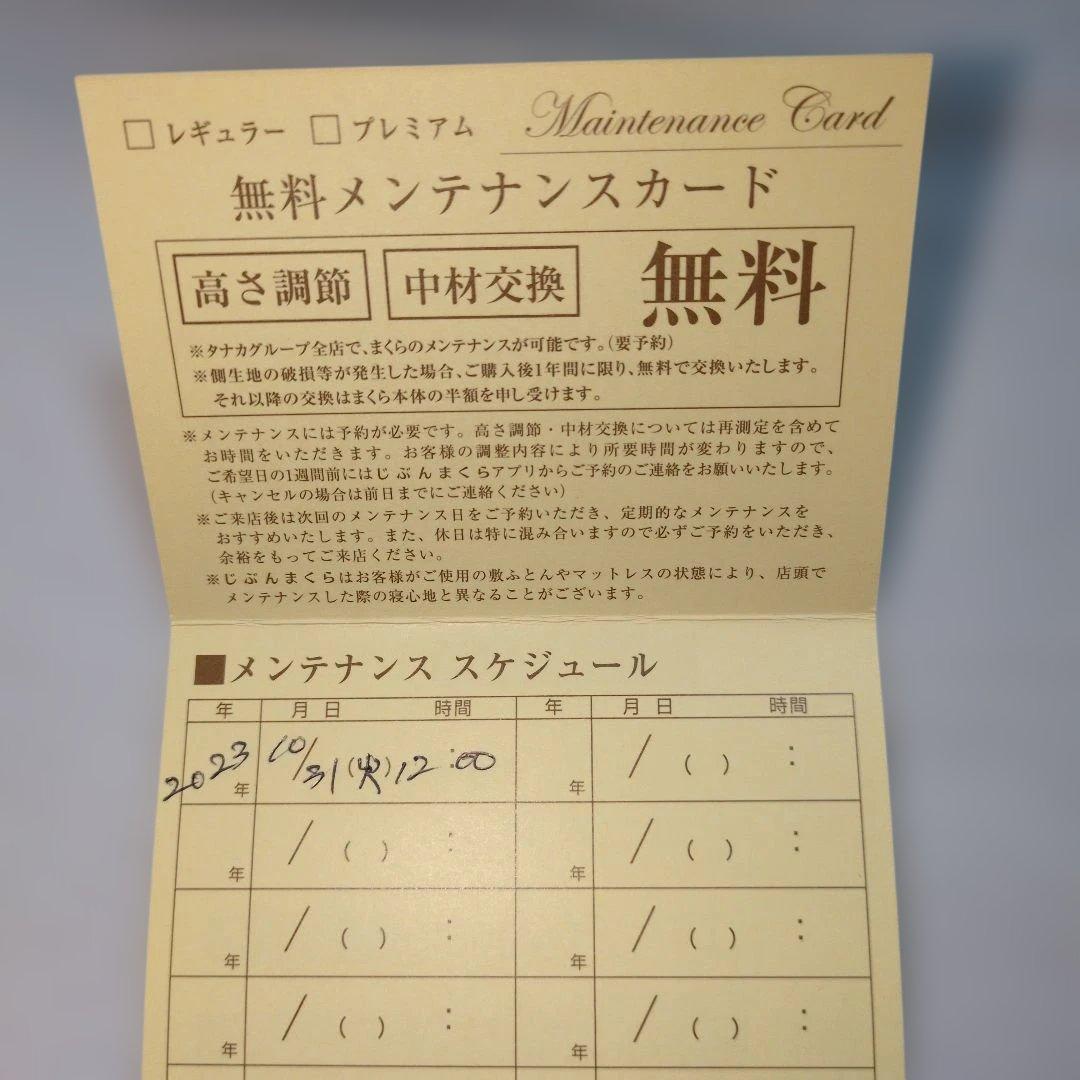 □ レギュラー □ プレミアム Maintenance Card
無料メンテナンスカード
高さ調節 中材交換 無料
※タナカグループ全店で、まくらのメンテナンスが可能です。(要予約)
※側生地の破損等が発生した場合、ご購入後1年間に限り、無料で交換いたします。
それ以降の交換はまくら本体の半額を申し受けます。
※メンテナンスには予約が必要です。高さ調節・中材交換については再測定を含めて
お時間をいただきます。お客様の調整内容により所要時間が変わりますので、
ご希望日の1週間前にはじぶんまくらアプリからご予約のご連絡をお願いいたします。
(キャンセルの場合は前日までにご連絡ください)
※ご来店後は次回のメンテナンス日をご予約いただき、定期的なメンテナンスを
おすすめいたします。また、休日は特に混み合いますので必ずご予約をいただき、
余裕をもってご来店ください。
※じぶんまくらはお客様がご使用の敷ふとんやマットレスの状態により、店頭で
メンテナンスした際の寝心地と異なることがございます。
■メンテナンス スケジュール
年 月 日 時間 年 月 日 時間
2023年 10/31(火)12:00 年 / ( ) :
年 / ( ) : 年 / ( ) :
年 / ( ) : 年 / ( ) :
年 / ( ) : 年 / ( ) :